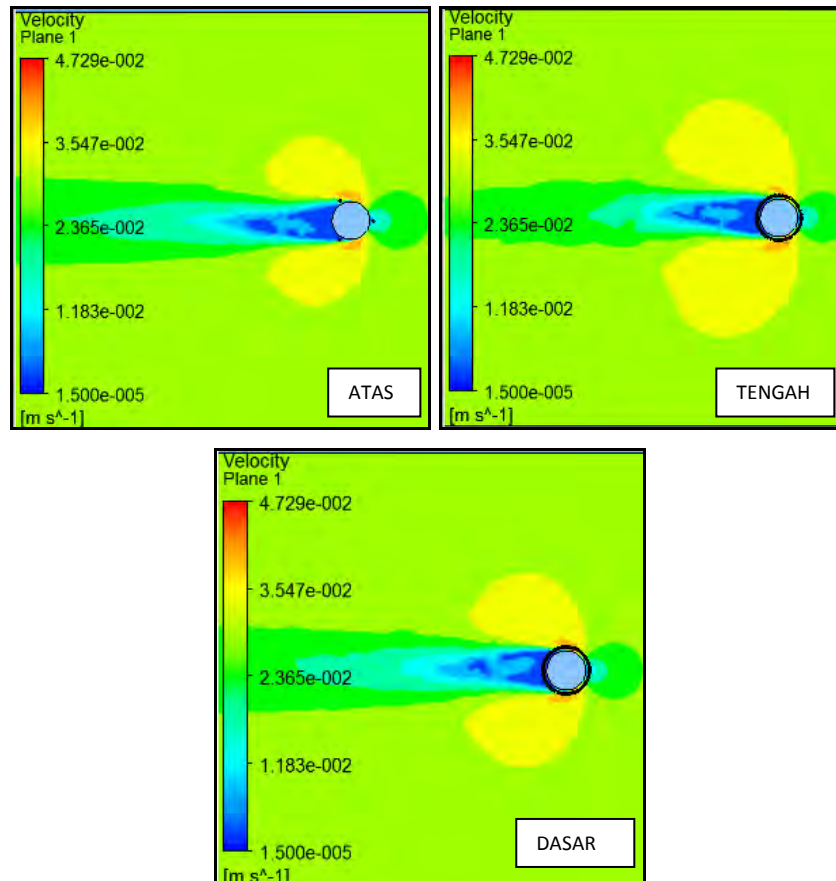 Velocity
Plane 1
4.729e-002
3.547e-002
2.365e-002
1.183e-002
1.500e-005
[m s^-1]
ATAS
Velocity
Plane 1
4.729e-002
3.547e-002
2.365e-002
1.183e-002
1.500e-005
[m s^-1]
TENGAH
Velocity
Plane 1
4.729e-002
3.547e-002
2.365e-002
1.183e-002
1.500e-005
[m s^-1]
DASAR